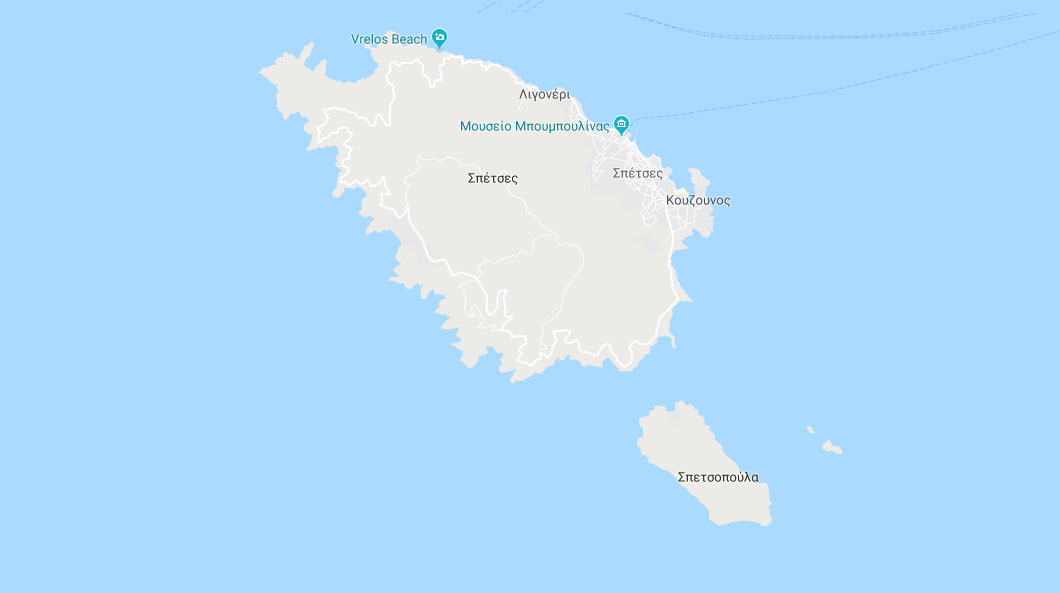 Vrelos Beach
Λιγονέρι
Μουσείο Μπουμπουλίνας
Σπέτσες
Σπέτσες
Κουζουνος
Σπετσοπούλα